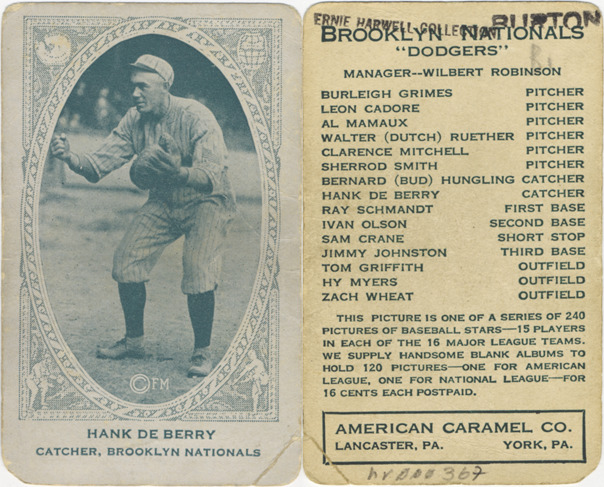 ©FM
HANK DE BERRY
CATCHER, BROOKLYN NATIONALS
ERNIE HARWELL COLLECTION
BURTON
BROOKLYN NATIONALS
"DODGERS"
MANAGER--WILBERT ROBINSON
BURLEIGH GRIMES PITCHER
LEON CADORE PITCHER
AL MAMAUX PITCHER
WALTER (DUTCH) RUETHER PITCHER
CLARENCE MITCHELL PITCHER
SHERROD SMITH PITCHER
BERNARD (BUD) HUNGLING CATCHER
HANK DE BERRY CATCHER
RAY SCHMANDT FIRST BASE
IVAN OLSON SECOND BASE
SAM CRANE SHORT STOP
JIMMY JOHNSTON THIRD BASE
TOM GRIFFITH OUTFIELD
HY MYERS OUTFIELD
ZACH WHEAT OUTFIELD
THIS PICTURE IS ONE OF A SERIES OF 240
PICTURES OF BASEBALL STARS—15 PLAYERS
IN EACH OF THE 16 MAJOR LEAGUE TEAMS.
WE SUPPLY HANDSOME BLANK ALBUMS TO
HOLD 120 PICTURES—ONE FOR AMERICAN
LEAGUE, ONE FOR NATIONAL LEAGUE—FOR
16 CENTS EACH POSTPAID.
AMERICAN CARAMEL CO.
LANCASTER, PA. YORK, PA.